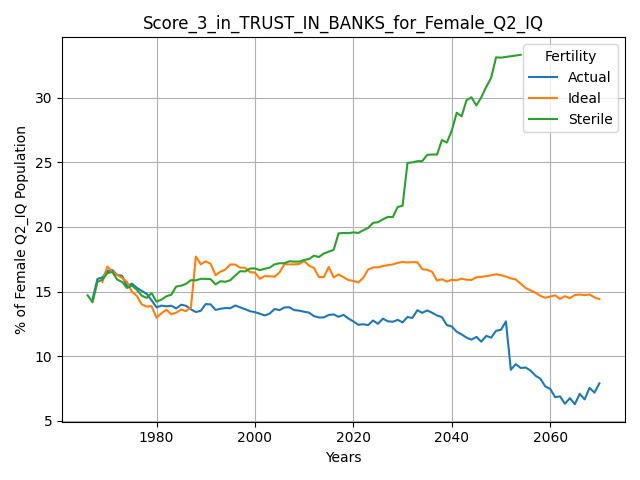 Score_3_in_TRUST_IN_BANKS_for_Female_Q2_IQ
% of Female Q2_IQ Population
30
25
20
15
10
5
Fertility
Actual
Ideal
Sterile
1980 2000 2020 2040 2060
Years